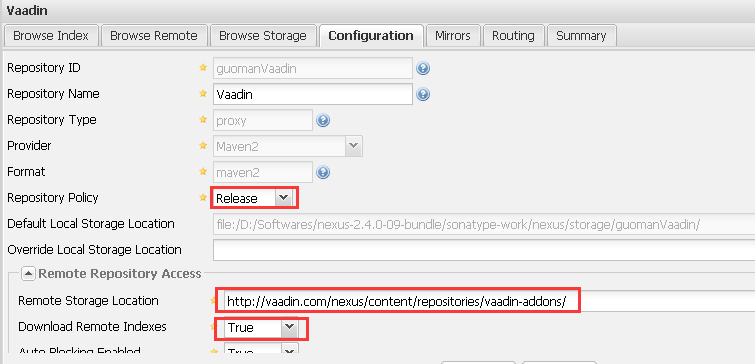 Vaadin
Browse Index Browse Remote Browse Storage Configuration Mirrors Routing Summary
Repository ID guomanVaadin
Repository Name Vaadin
Repository Type proxy
Provider Maven2
Format maven2
Repository Policy Release
Default Local Storage Location file:/D:/Softwares/nexus-2.4.0-09-bundle/sonatype-work/nexus/storage/guomanVaadin/
Override Local Storage Location
Remote Repository Access
Remote Storage Location http://vaadin.com/nexus/content/repositories/vaadin-addons/
Download Remote Indexes True
Auto Blocking Enabled True